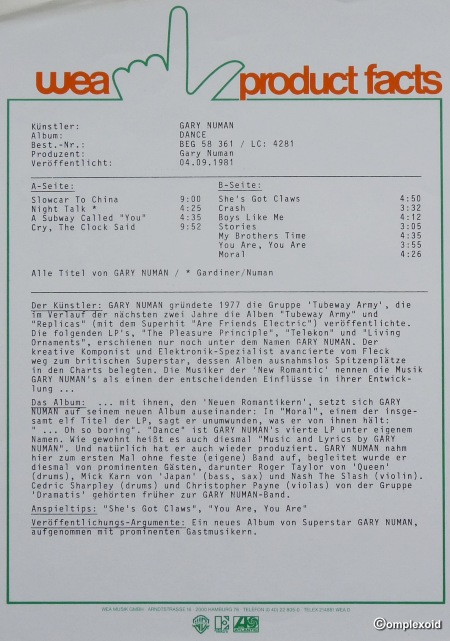 wea product facts
Künstler: GARY NUMAN
Album: DANCE
Best.-Nr.: BEG 58 361 / LC: 4281
Produzent: Gary Numan
Veröffentlicht: 04.09.1981
A-Seite:
Slowcar To China 9:00
Night Talk * 4:25
A Subway Called "You" 4:35
Cry, The Clock Said 9:52
B-Seite:
She's Got Claws 4:50
Crash 3:32
Boys Like Me 4:12
Stories 3:05
My Brothers Time 4:35
You Are, You Are 3:55
Moral 4:26
Alle Titel von GARY NUMAN / * Gardiner/Numan
Der Künstler: GARY NUMAN gründete 1977 die Gruppe 'Tubeway Army', die
im Verlauf der nächsten zwei Jahre die Alben "Tubeway Army" und
"Replicas" (mit dem Superhit "Are Friends Electric") veröffentlichte.
Die folgenden LP's, "The Pleasure Principle", "Telekon" und "Living
Ornaments", erschienen nur noch unter dem Namen GARY NUMAN. Der
kreative Komponist und Elektronik-Spezialist avancierte vom Fleck
weg zum britischen Superstar, dessen Alben ausnahmslos Spitzenplätze
in den Charts belegten. Die Musiker der 'New Romantic' nennen die Musik
GARY NUMAN's als einen der entscheidenden Einflüsse in ihrer Entwick-
lung ...
Das Album: ... mit ihnen, den 'Neuen Romantikern', setzt sich GARY
NUMAN auf seinem neuen Album auseinander: In "Moral", einem der insge-
samt elf Titel der LP, sagt er unumwunden, was er von ihnen hält:
" ... Oh so boring". "Dance" ist GARY NUMAN's vierte LP unter eigenem
Namen. Wie gewohnt heißt es auch diesmal "Music and Lyrics by GARY
NUMAN". Und natürlich hat er auch wieder produziert. GARY NUMAN nahm
hier zum ersten Mal ohne feste (eigene) Band auf, begleitet wurde er
diesmal von prominenten Gästen, darunter Roger Taylor von 'Queen'
(drums), Mick Karn von 'Japan' (bass, sax) und Nash The Slash (violin).
Cedric Sharpley (drums) und Christopher Payne (violas) von der Gruppe
'Dramatis' gehörten früher zur GARY NUMAN-Band.
Anspieltips: "She's Got Claws", "You Are, You Are"
Veröffentlichungs-Argumente: Ein neues Album von Superstar GARY NUMAN,
aufgenommen mit prominenten Gastmusikern.
WEA MUSIK GMBH ARNDTSTRASSE 16 2000 HAMBURG 76
ATLANTIC
©omplexoid